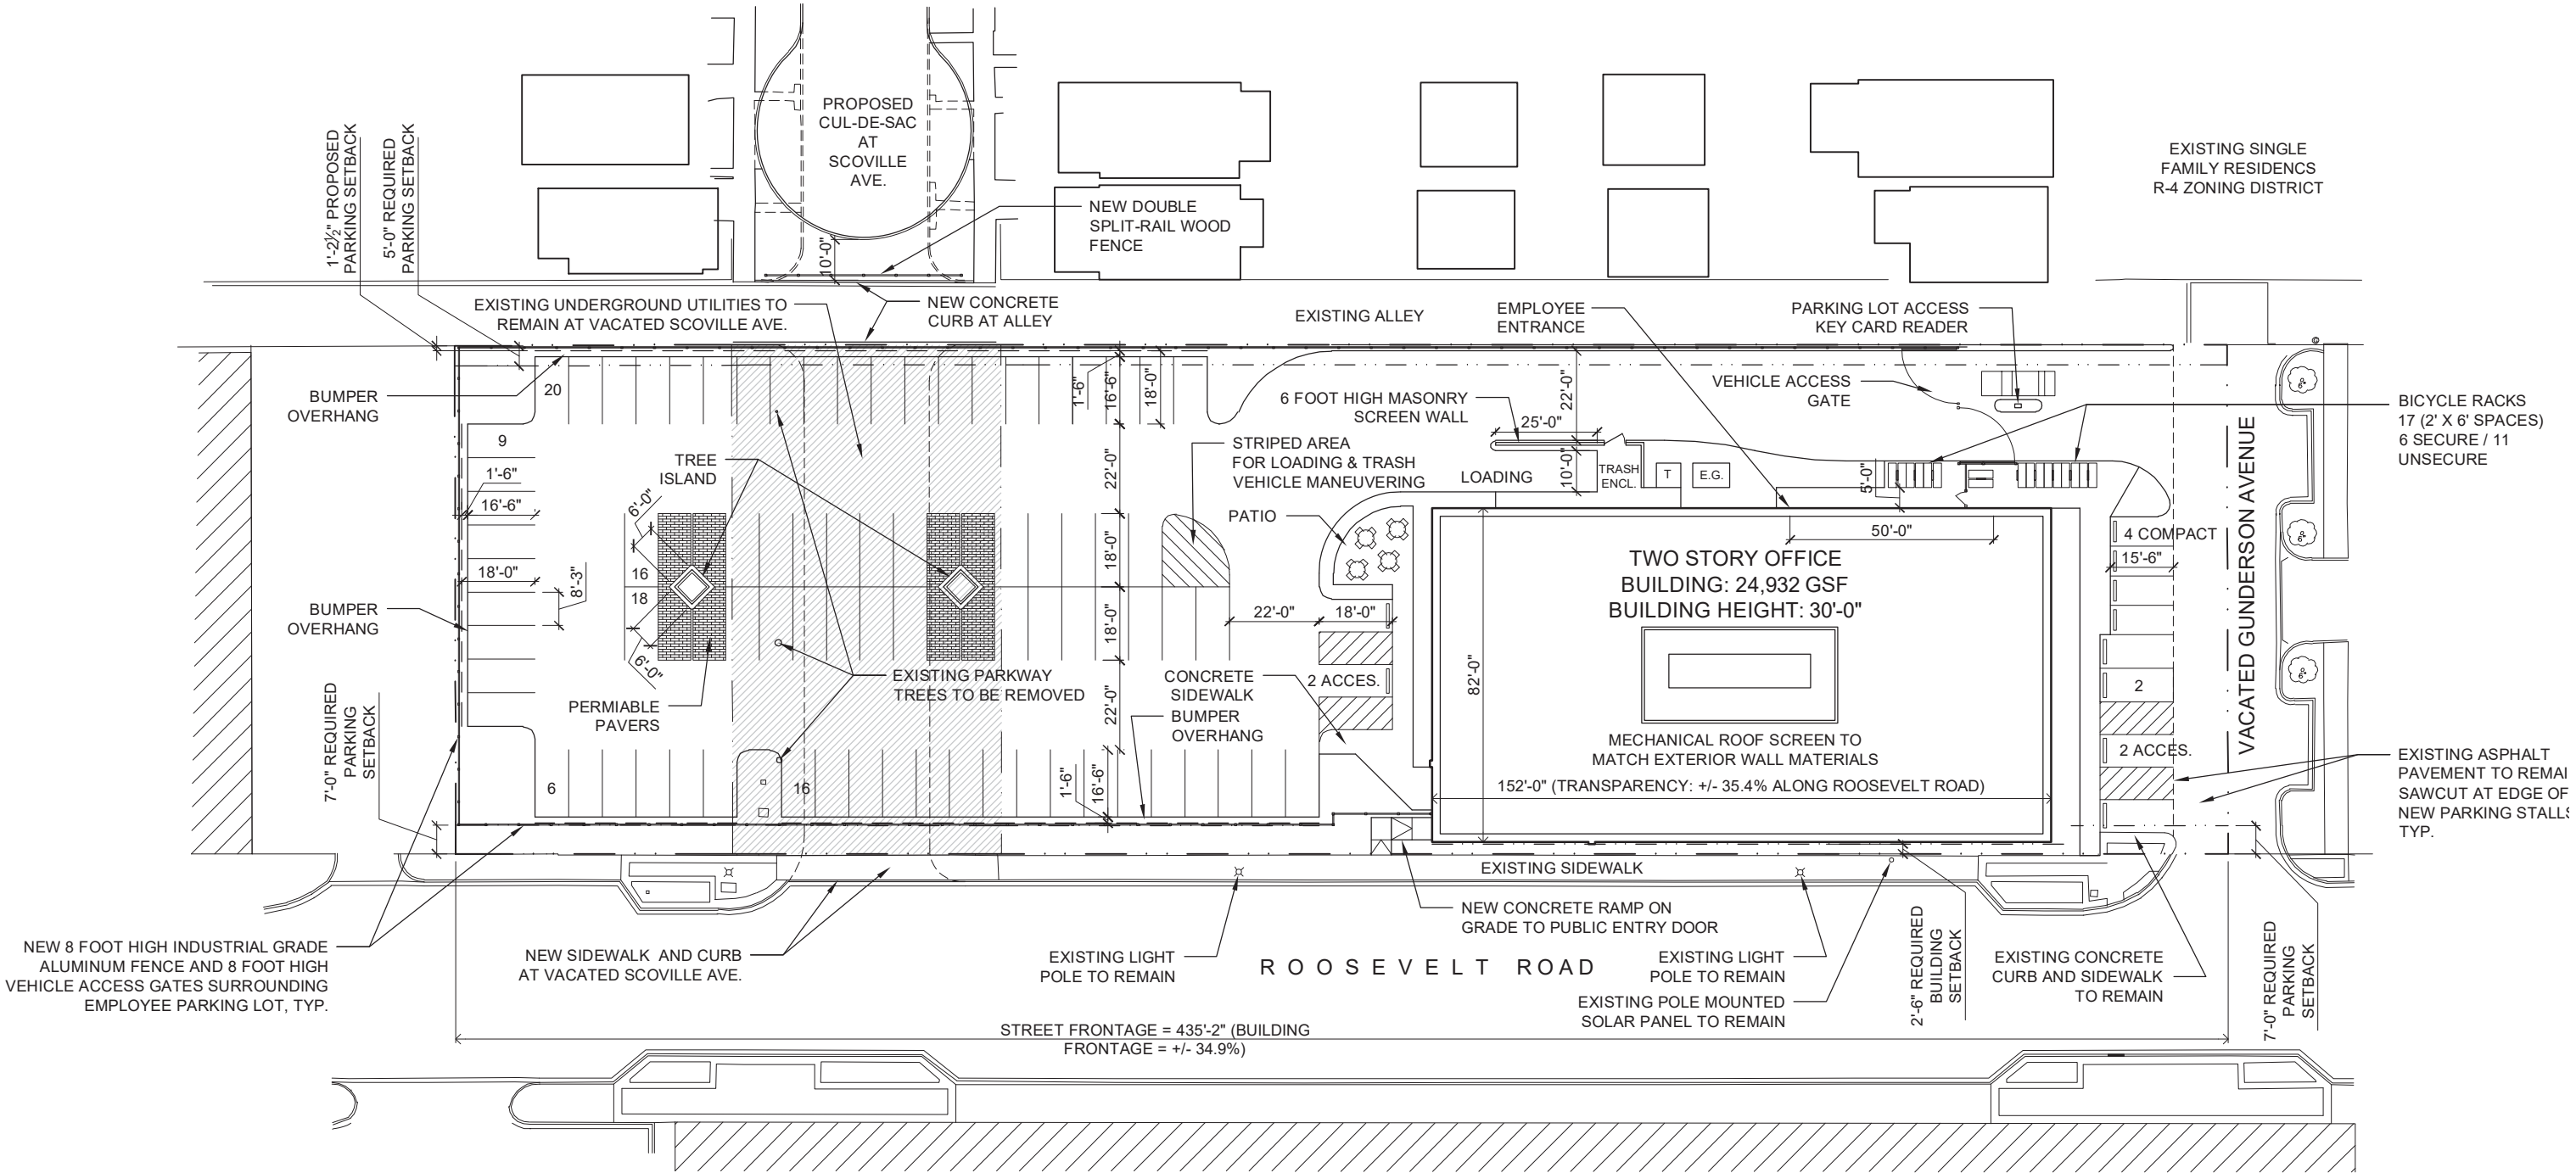 PROPOSED
CUL-DE-SAC
AT
SCOVILLE
AVE.
EXISTING SINGLE
FAMILY RESIDENCS
R-4 ZONING DISTRICT
1'-2½" PROPOSED
PARKING SETBACK
5'-0" REQUIRED
PARKING SETBACK
NEW DOUBLE
SPLIT-RAIL WOOD
FENCE
10'-0"
EXISTING UNDERGROUND UTILITIES TO
REMAIN AT VACATED SCOVILLE AVE.
NEW CONCRETE
CURB AT ALLEY
EXISTING ALLEY
EMPLOYEE
ENTRANCE
PARKING LOT ACCESS
KEY CARD READER
BUMPER
OVERHANG
20
9
1'-6"
16'-6"
18'-0"
22'-0"
6 FOOT HIGH MASONRY
SCREEN WALL
25'-0"
VEHICLE ACCESS
GATE
BICYCLE RACKS
17 (2' X 6' SPACES)
6 SECURE / 11
UNSECURE
STRIPED AREA
FOR LOADING & TRASH
VEHICLE MANEUVERING
LOADING
10'-0"
TRASH
ENCL.
T
E.G.
5'-0"
TREE
ISLAND
1'-6"
16'-6"
6'-0"
22'-0"
PATIO
50'-0"
4 COMPACT
15'-6"
VACATED GUNDERSON AVENUE
18'-0"
8'-3"
16
18
18'-0"
TWO STORY OFFICE
BUILDING: 24,932 GSF
BUILDING HEIGHT: 30'-0"
BUMPER
OVERHANG
22'-0"
18'-0"
18'-0"
6'-0"
82'-0"
EXISTING PARKWAY
TREES TO BE REMOVED
CONCRETE
SIDEWALK
2 ACCES.
2
PERMIABLE
PAVERS
22'-0"
BUMPER
OVERHANG
MECHANICAL ROOF SCREEN TO
MATCH EXTERIOR WALL MATERIALS
2 ACCES.
7'-0" REQUIRED
PARKING
SETBACK
6
16
1'-6"
16'-6"
152'-0" (TRANSPARENCY: +/- 35.4% ALONG ROOSEVELT ROAD)
EXISTING ASPHALT
PAVEMENT TO REMAI
SAWCUT AT EDGE OF
NEW PARKING STALLS
TYP.
EXISTING SIDEWALK
NEW 8 FOOT HIGH INDUSTRIAL GRADE
ALUMINUM FENCE AND 8 FOOT HIGH
VEHICLE ACCESS GATES SURROUNDING
EMPLOYEE PARKING LOT, TYP.
NEW SIDEWALK AND CURB
AT VACATED SCOVILLE AVE.
EXISTING LIGHT
POLE TO REMAIN
NEW CONCRETE RAMP ON
GRADE TO PUBLIC ENTRY DOOR
ROOSEVELT ROAD
EXISTING LIGHT
POLE TO REMAIN
EXISTING POLE MOUNTED
SOLAR PANEL TO REMAIN
2'-6" REQUIRED
BUILDING
SETBACK
EXISTING CONCRETE
CURB AND SIDEWALK
TO REMAIN
7'-0" REQUIRED
PARKING
SETBACK
STREET FRONTAGE = 435'-2" (BUILDING
FRONTAGE = +/- 34.9%)